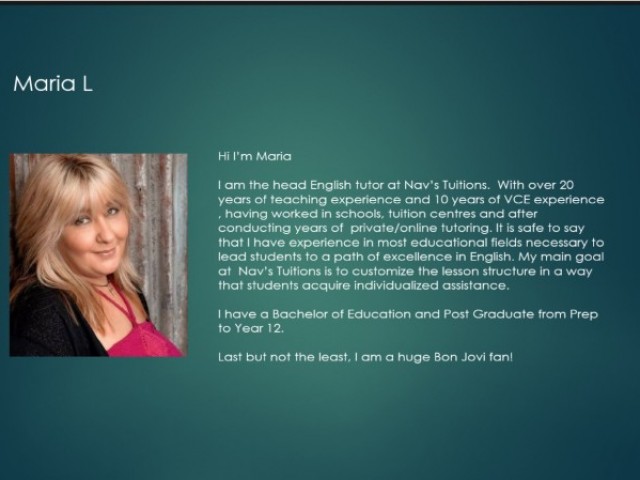 Maria L
Hi I'm Maria
I am the head English tutor at Nav's Tuitions.  With over 20
years of teaching experience and 10 years of VCE experience
, having worked in schools, tuition centres and after
conducting years of  private/online tutoring. It is safe to say
that I have experience in most educational fields necessary to
lead students to a path of excellence in English. My main goal
at  Nav's Tuitions is to customize the lesson structure in a way
that students acquire individualized assistance.
I have a Bachelor of Education and Post Graduate from Prep
to Year 12.
Last but not the least, I am a huge Bon Jovi fan!